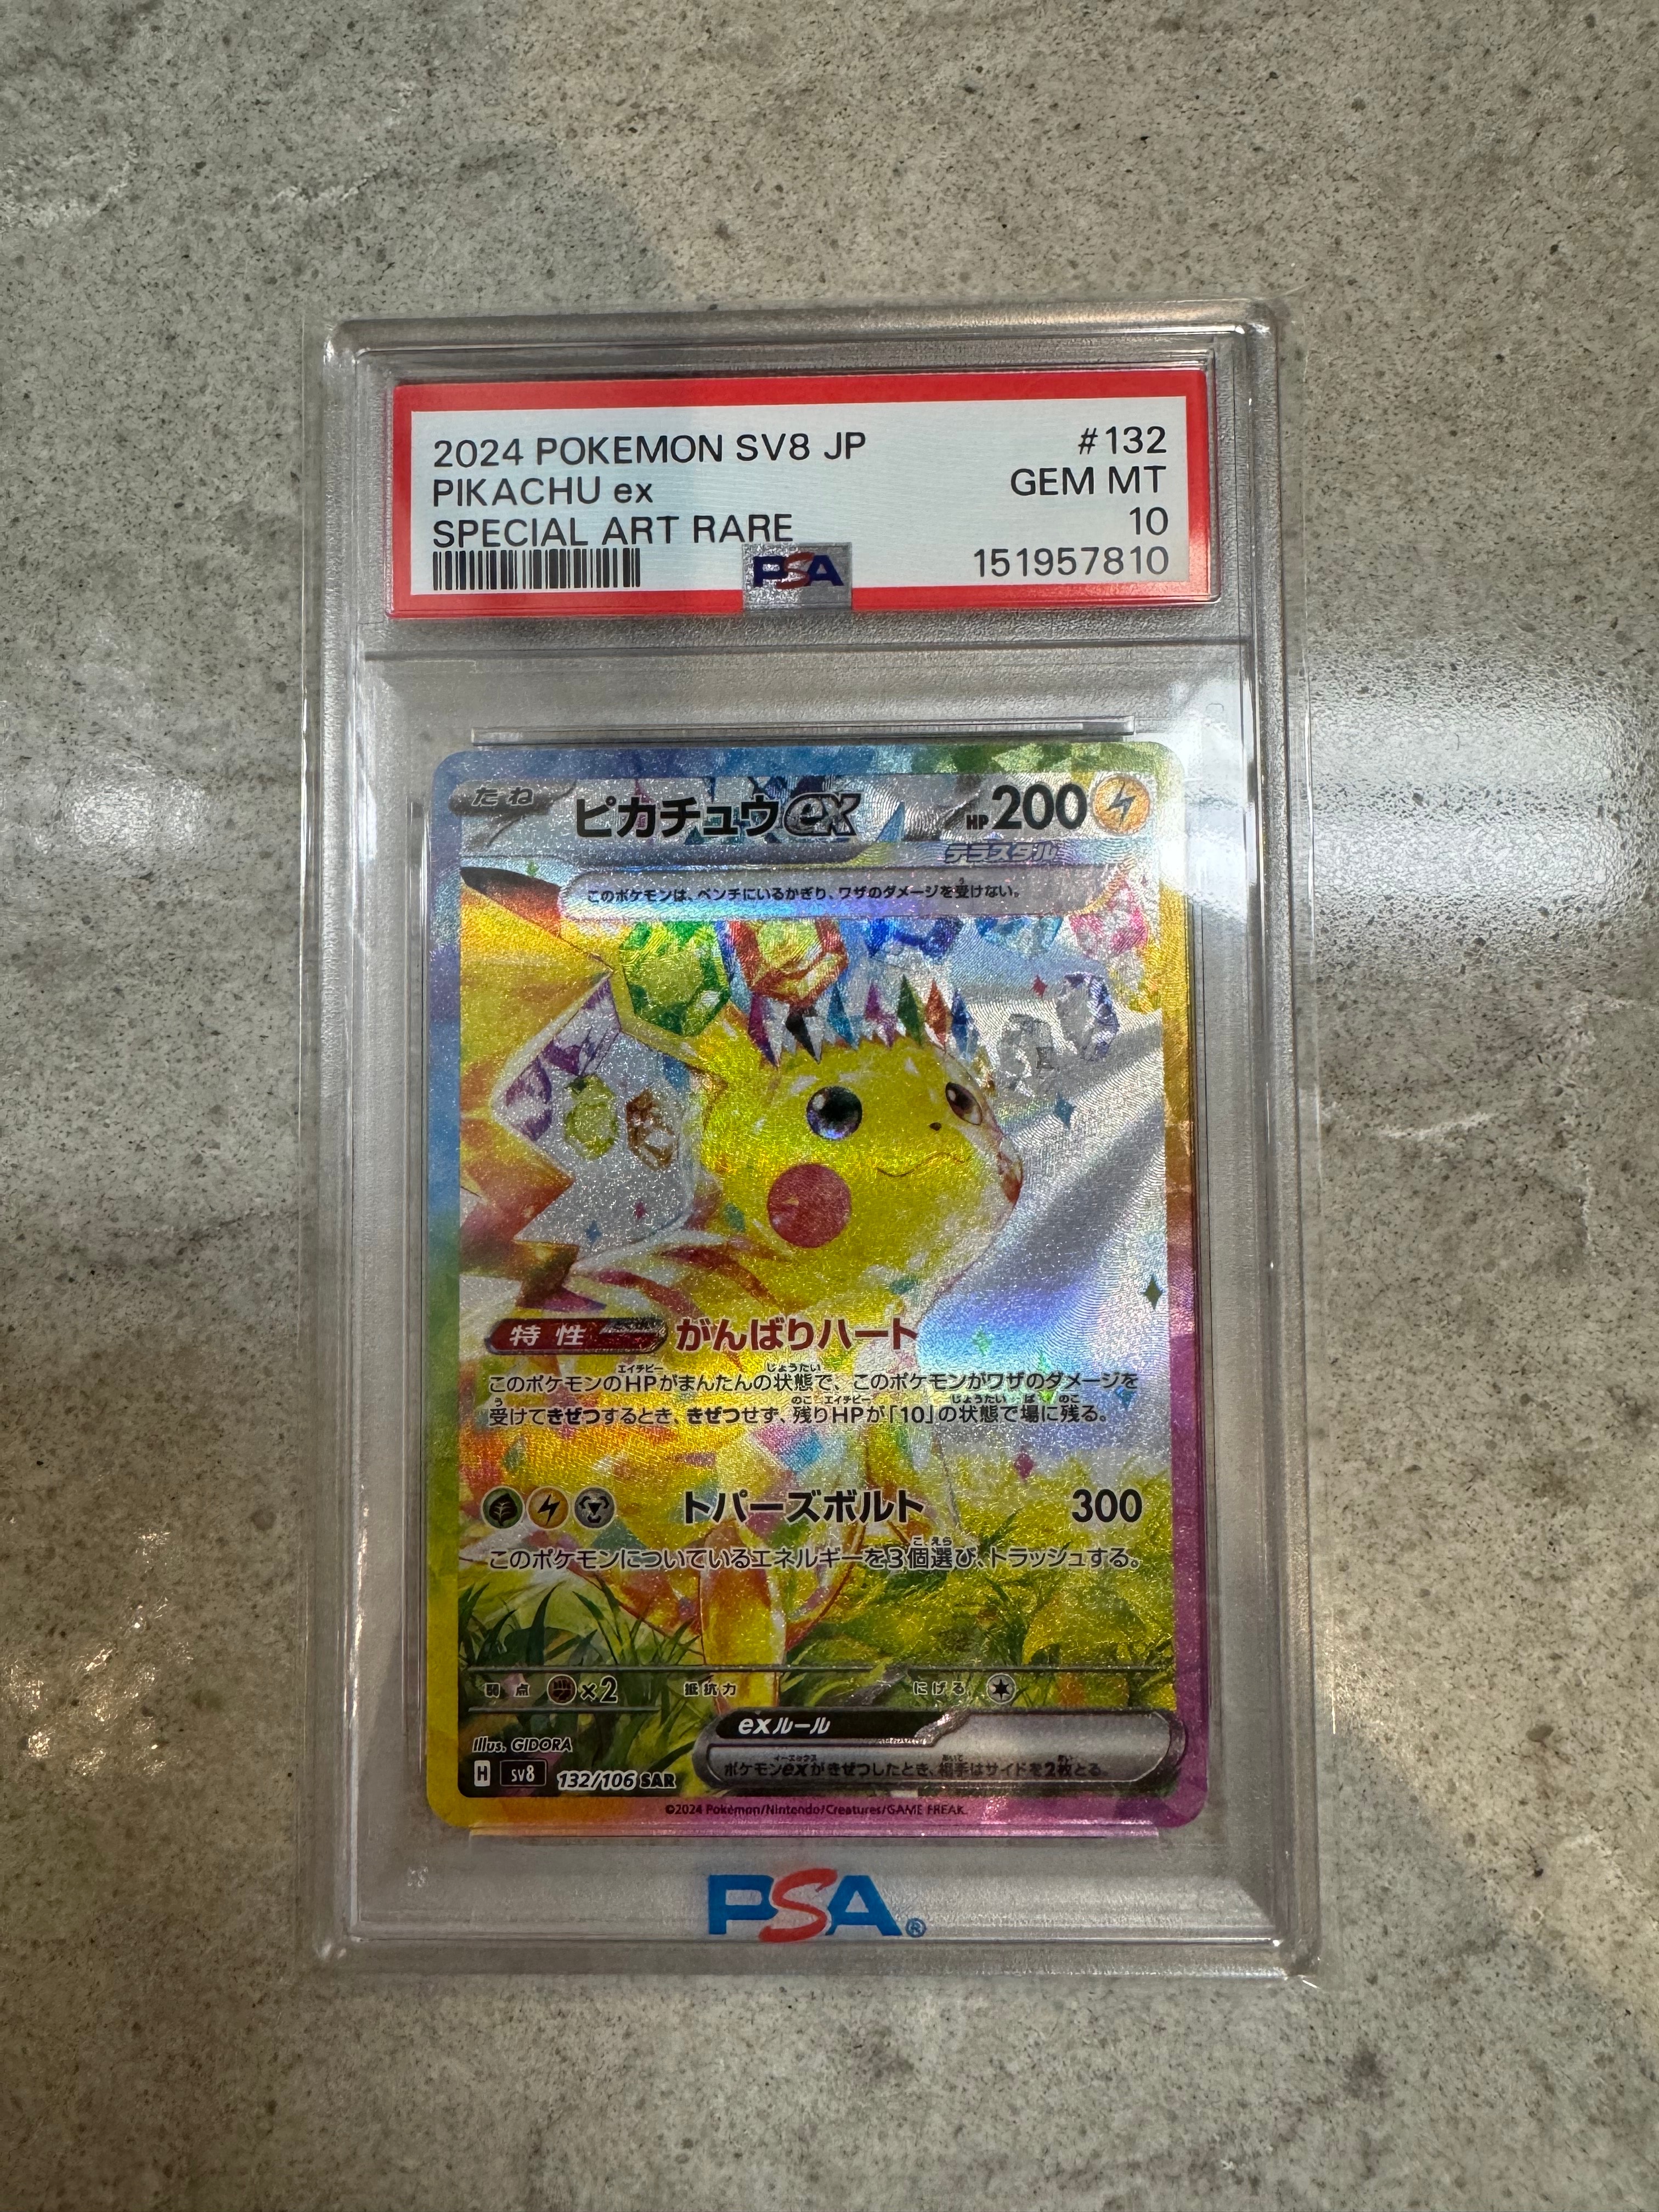 2024 POKEMON SV8 JP #132
PIKACHU ex GEM MT
SPECIAL ART RARE 10
PSA 151957810
たね ピカチュウex HP200
テラスタル
このポケモンは、ベンチにいるかぎり、ワザのダメージを受けない。
特性 がんばりハート
このポケモンのHPがまんたんの状態で、このポケモンがワザのダメージを
受けてきぜつするとき、きぜつせず、残りHPが「10」の状態で場に残る。
トパーズボルト 300
このポケモンについているエネルギーを3個選び、トラッシュする。
弱点 ×2 抵抗力 にげる
exルール
ポケモンexがきぜつしたとき、相手はサイドを2枚とる。
Illus. GIDORA
H SV8 132/106 SAR
©2024 Pokémon/Nintendo/Creatures/GAME FREAK.
PSA®